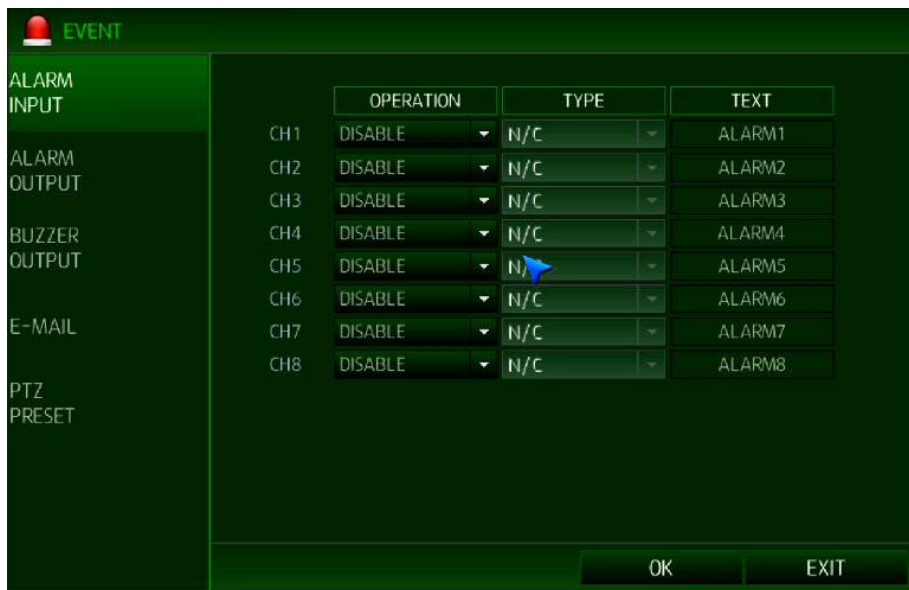 EVENT
ALARM
INPUT
ALARM
OUTPUT
BUZZER
OUTPUT
E-MAIL
PTZ
PRESET
OPERATION TYPE TEXT
CH1 DISABLE N/C ALARM1
CH2 DISABLE N/C ALARM2
CH3 DISABLE N/C ALARM3
CH4 DISABLE N/C ALARM4
CH5 DISABLE ALARM5
CH6 DISABLE N/C ALARM6
CH7 DISABLE N/C ALARM7
CH8 DISABLE N/C ALARM8
OK EXIT